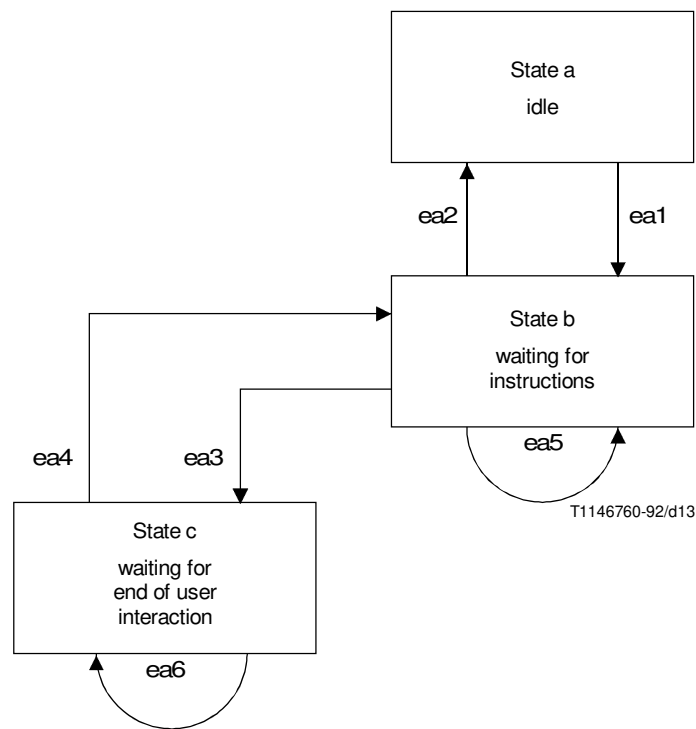 State a
idle
ea2
ea1
State b
waiting for
instructions
ea4
ea3
ea5
T1146760-92/d13
State c
waiting for
end of user
interaction
ea6